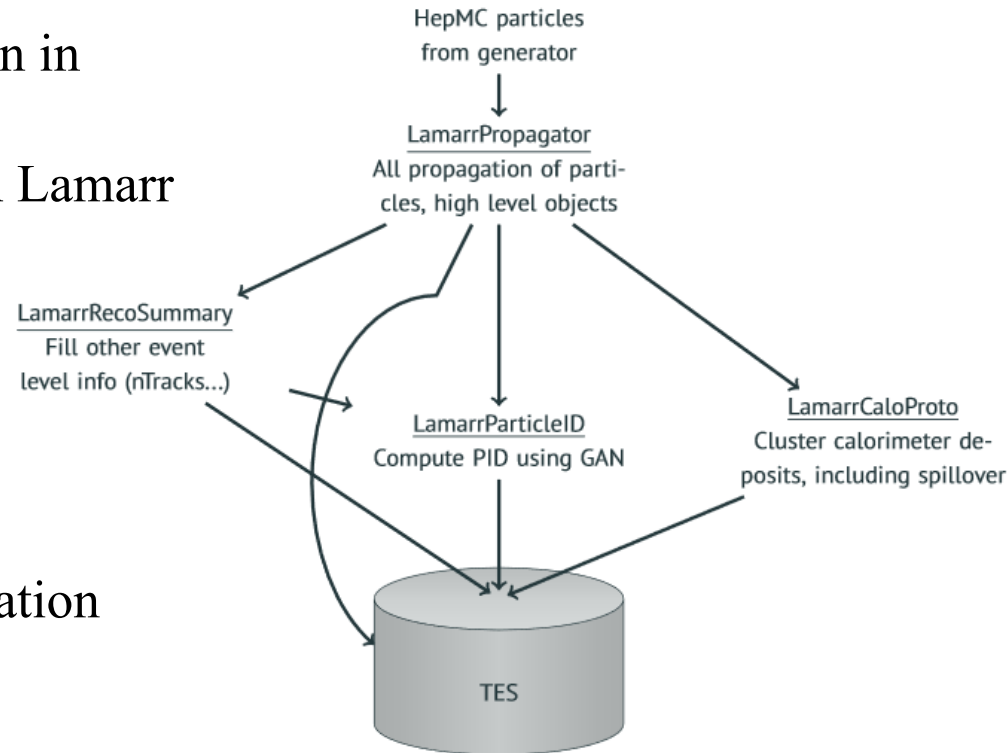 n in
Lamarr
ation
HepMC particles
from generator
LamarrPropagator
All propagation of parti-
cles, high level objects
LamarrRecoSummary
Fill other event
level info (nTracks...)
LamarrParticleID
Compute PID using GAN
LamarrCaloProto
Cluster calorimeter de-
posits, including spillover
TES